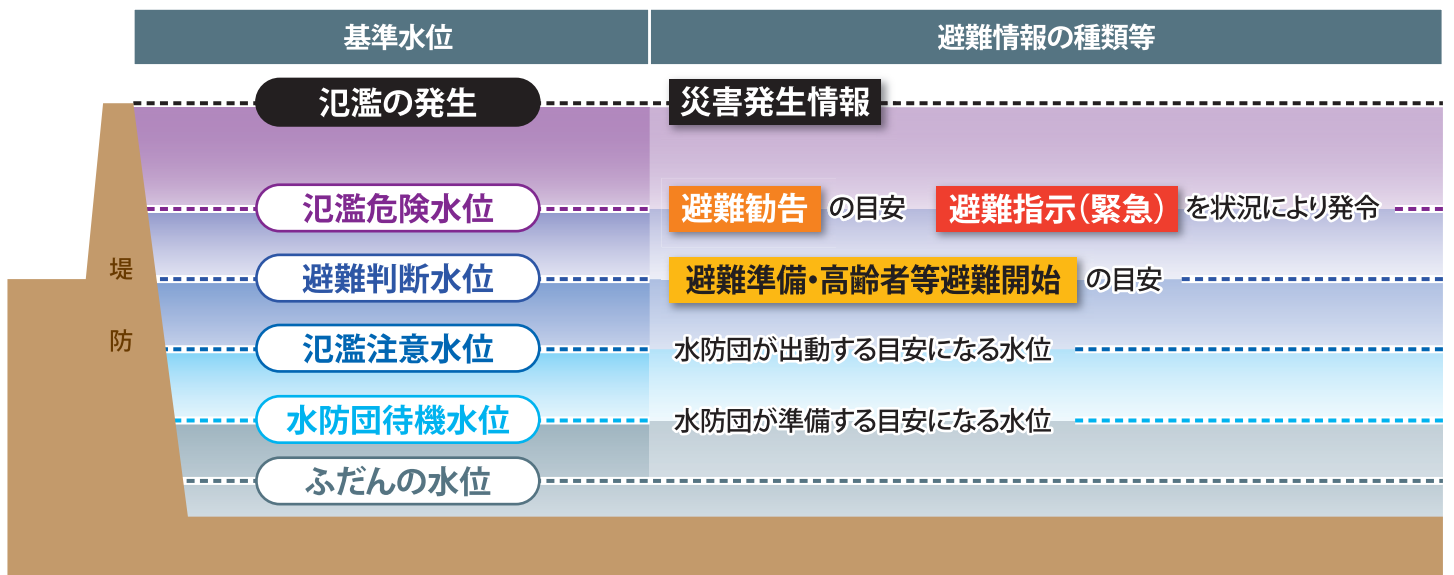 基準水位 避難情報の種類等
氾濫の発生 災害発生情報
氾濫危険水位 避難勧告 の目安 避難指示(緊急) を状況により発令
避難判断水位 避難準備・高齢者等避難開始 の目安
氾濫注意水位 水防団が出動する目安になる水位
水防団待機水位 水防団が準備する目安になる水位
ふだんの水位
堤防